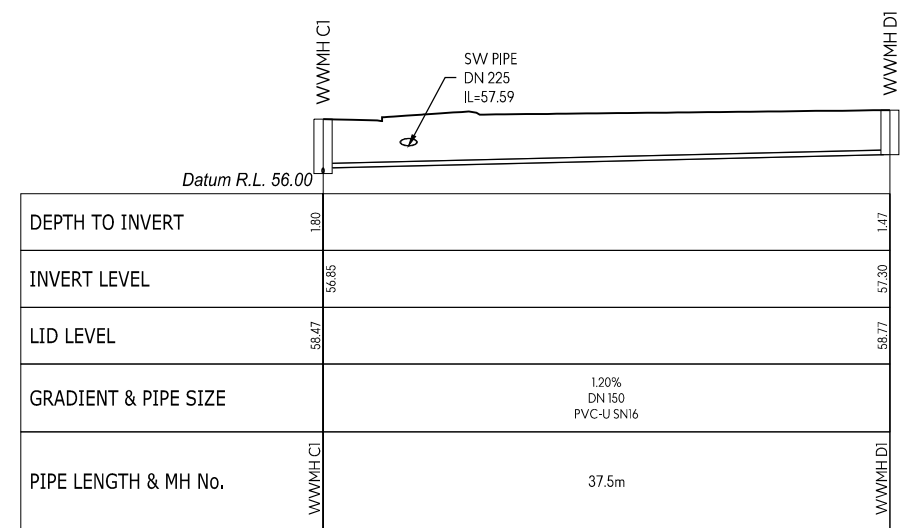 WWMH C1
WWMH D1
SW PIPE
DN 225
IL=57.59
Datum R.L. 56.00
DEPTH TO INVERT
1.80
1.47
INVERT LEVEL
56.85
57.30
LID LEVEL
58.47
58.77
GRADIENT & PIPE SIZE
1.20%
DN 150
PVC-U SN16
PIPE LENGTH & MH No.
WWMH C1
37.5m
WWMH D1